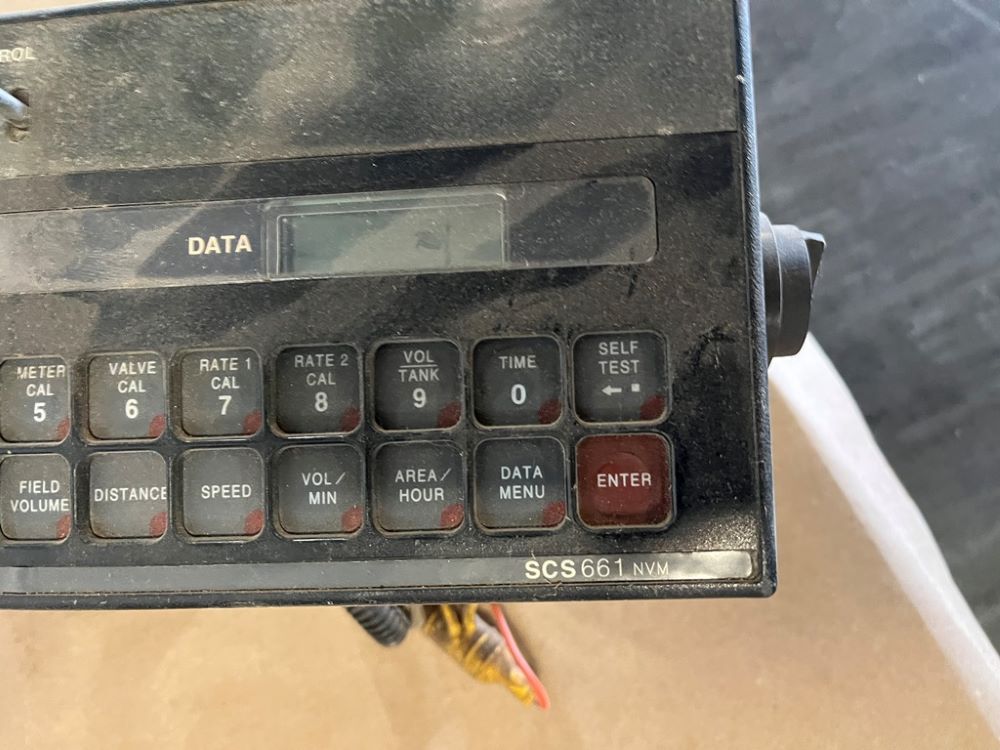 ROL
DATA
METER
CAL
5
VALVE
CAL
6
RATE 1
CAL
7
RATE 2
CAL
8
VOL
TANK
9
TIME
0
SELF
TEST
←
FIELD
VOLUME
DISTANCE
SPEED
VOL/
MIN
AREA/
HOUR
DATA
MENU
ENTER
SCS 661 NVM